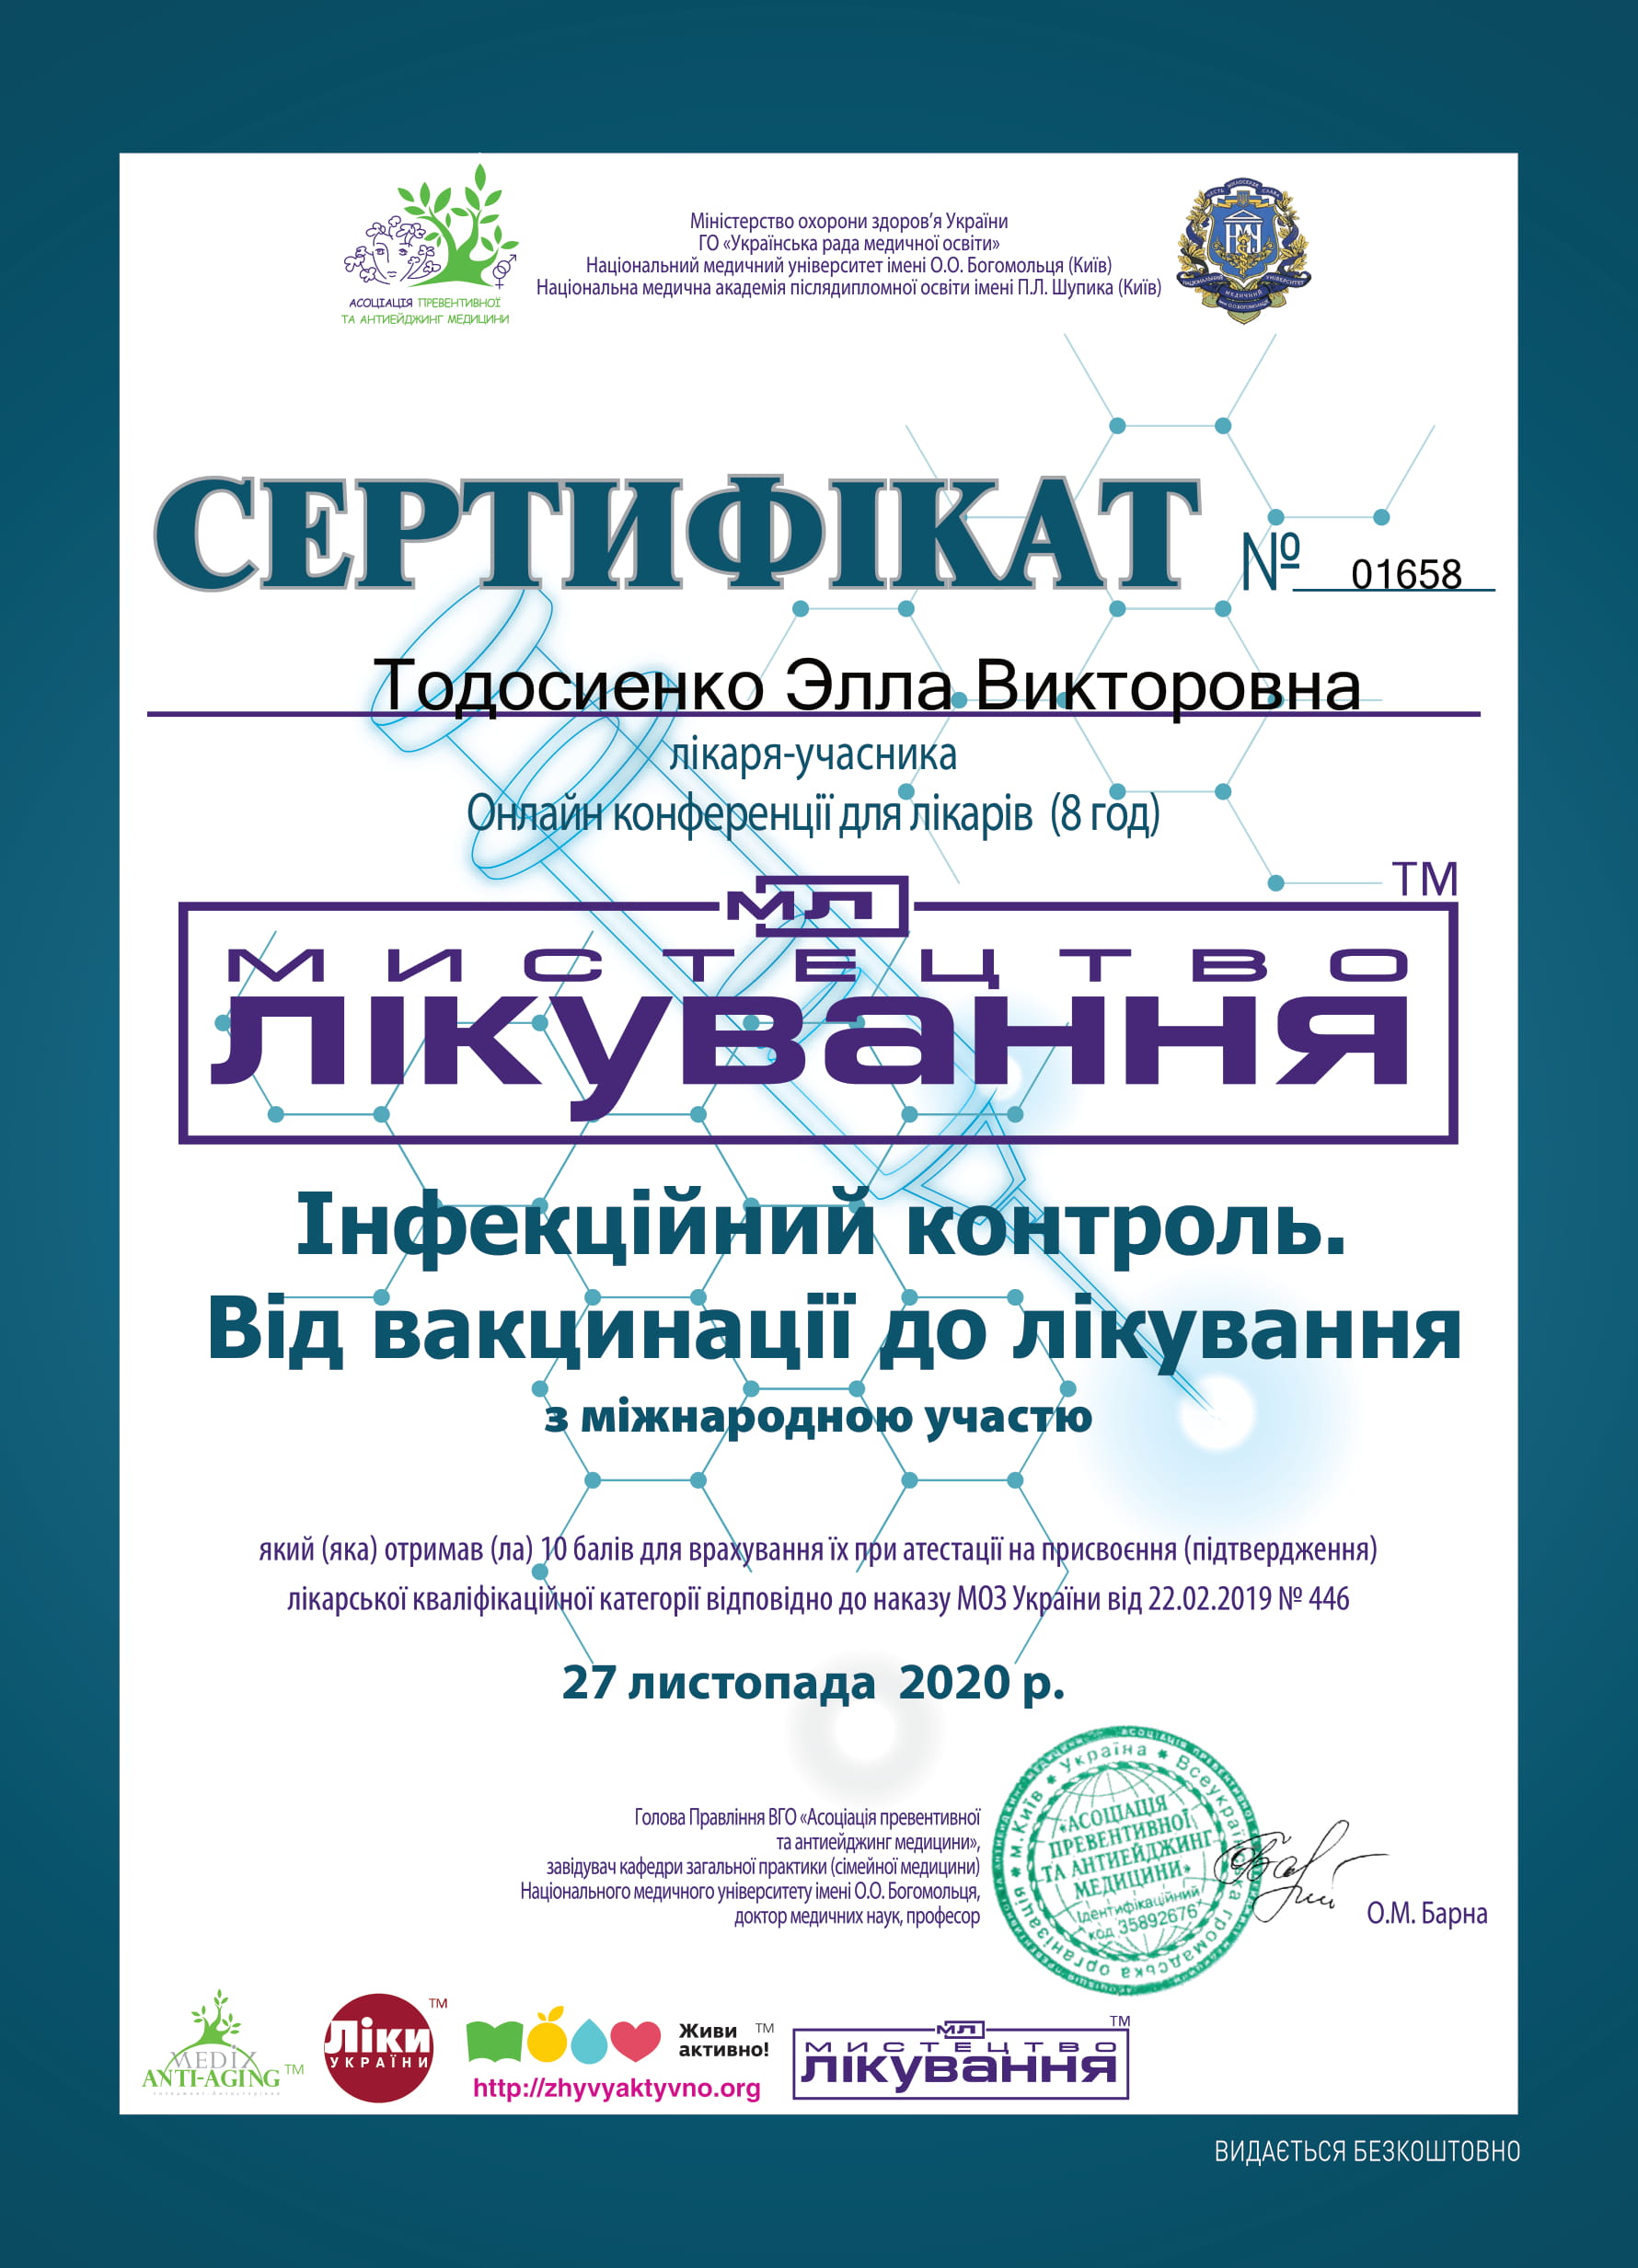 АСОЦІАЦІЯ ПРЕВЕНТИВНОЇ
ТА АНТИЕЙДЖИНГ МЕДИЦИНИ
Міністерство охорони здоров’я України
ГО «Українська рада медичної освіти»
Національний медичний університет імені О.О. Богомольця (Київ)
Національна медична академія післядипломної освіти імені П.Л. Шупика (Київ)
СЕРТИФІКАТ № 01658
Тодосиенко Элла Викторовна
лікаря-учасника
Онлайн конференції для лікарів (8 год)
МЛ TM
МИСТЕЦТВО
ЛІКУВАННЯ
Інфекційний контроль.
Від вакцинації до лікування
з міжнародною участю
який (яка) отримав (ла) 10 балів для врахування їх при атестації на присвоєння (підтвердження)
лікарської кваліфікаційної категорії відповідно до наказу МОЗ України від 22.02.2019 № 446
27 листопада 2020 р.
Голова Правління ВГО «Асоціація превентивної
та антиейджинг медицини»,
завідувач кафедри загальної практики (сімейної медицини)
Національного медичного університету імені О.О. Богомольця,
доктор медичних наук, професор
м.Київ * Україна * Всеукраїнська громадська організація *
«АСОЦІАЦІЯ
ПРЕВЕНТИВНОЇ
ТА АНТИЕЙДЖИНГ
МЕДИЦИНИ»
Ідентифікаційний
код 35892676
О.М. Барна
MEDIX
ANTI-AGING TM
Ліки TM
УКРАЇНИ
Живи TM
активно!
http://zhyvyaktyvno.org
МЛ TM
МИСТЕЦТВО
ЛІКУВАННЯ
ВИДАЄТЬСЯ БЕЗКОШТОВНО